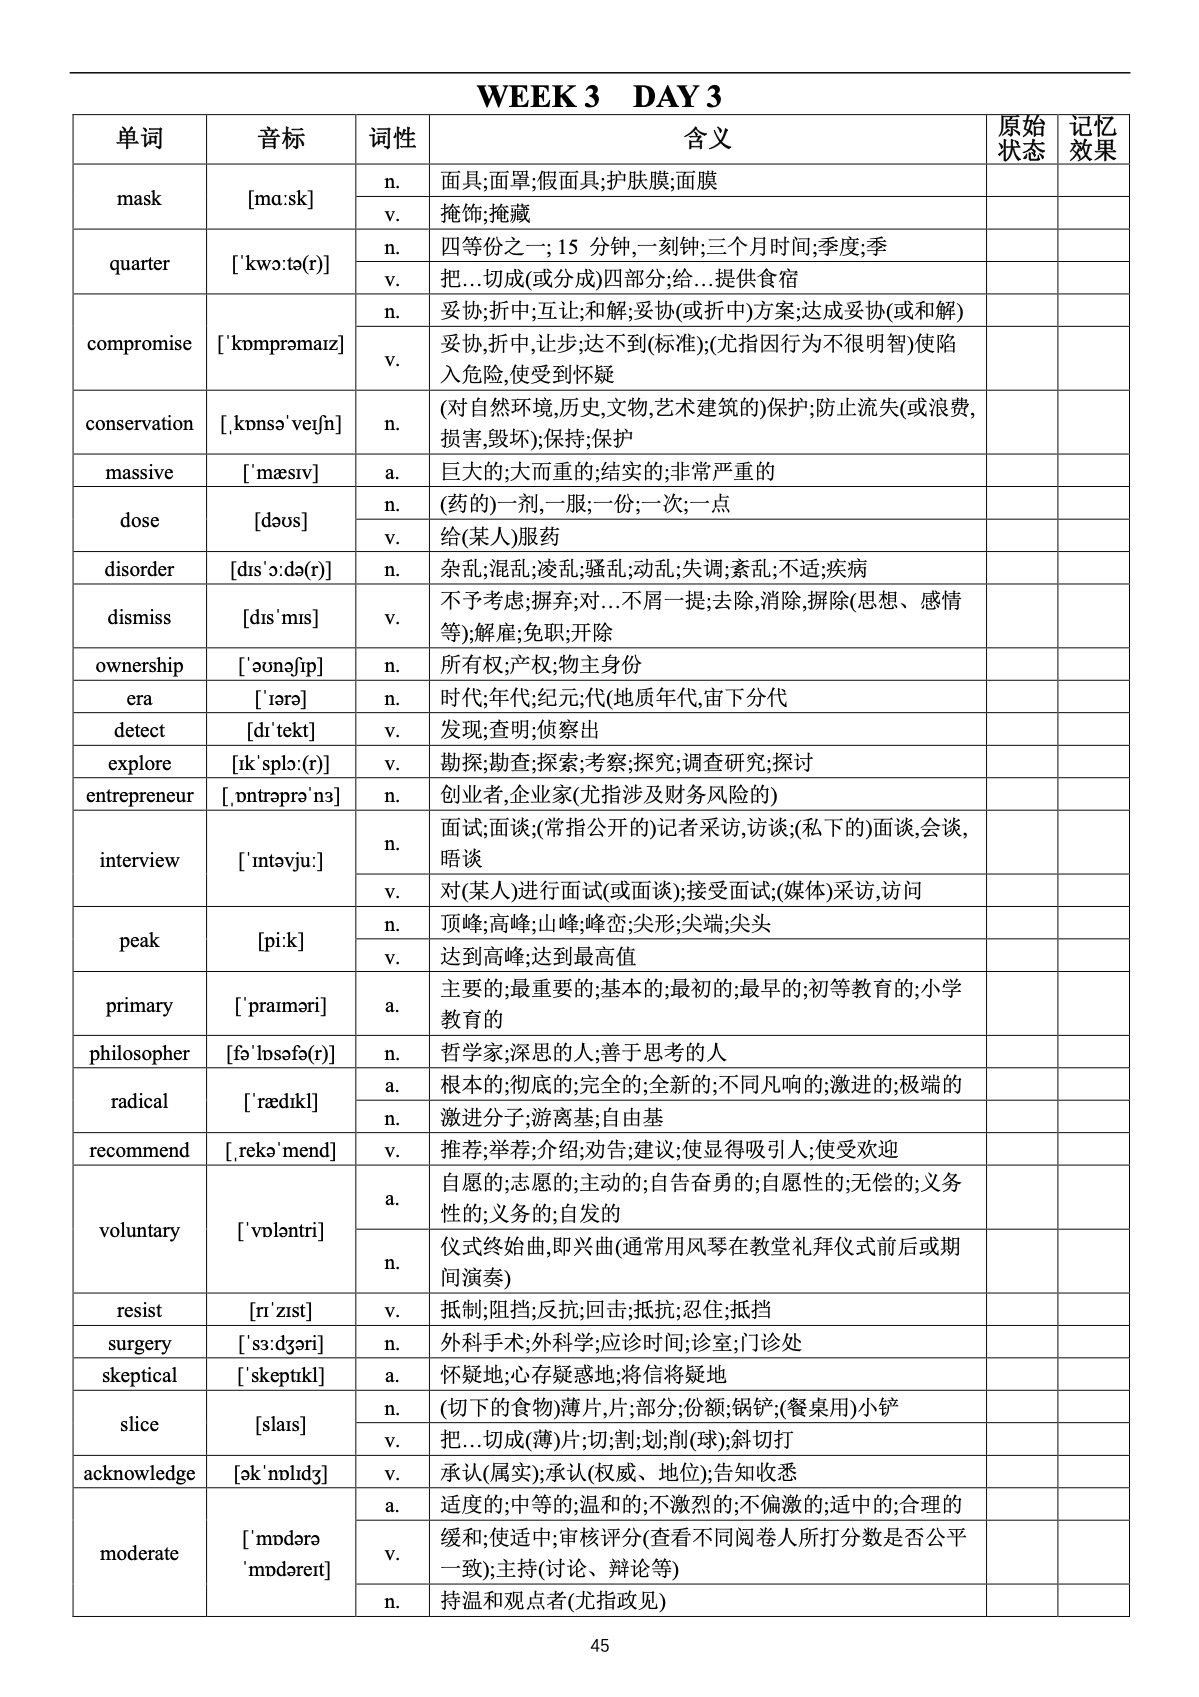 WEEK 3 DAY 3
单词 音标 词性 含义 原始状态 记忆效果
mask [mɑːsk] n. 面具;面罩;假面具;护肤膜;面膜
v. 掩饰;掩藏
quarter [ˈkwɔːtə(r)] n. 四等份之一; 15 分钟,一刻钟;三个月时间;季度;季
v. 把…切成(或分成)四部分;给…提供食宿
compromise [ˈkɒmprəmaɪz] n. 妥协;折中;互让;和解;妥协(或折中)方案;达成妥协(或和解)
v. 妥协,折中,让步;达不到(标准);(尤指因行为不很明智)使陷
入危险,使受到怀疑
conservation [ˌkɒnsəˈveɪʃn] n. (对自然环境,历史,文物,艺术建筑的)保护;防止流失(或浪费,
损害,毁坏);保持;保护
massive [ˈmæsɪv] a. 巨大的;大而重的;结实的;非常严重的
dose [dəʊs] n. (药的)一剂,一服;一份;一次;一点
v. 给(某人)服药
disorder [dɪsˈɔːdə(r)] n. 杂乱;混乱;凌乱;骚乱;动乱;失调;紊乱;不适;疾病
dismiss [dɪsˈmɪs] v. 不予考虑;摒弃;对…不屑一提;去除,消除,摒除(思想、感情
等);解雇;免职;开除
ownership [ˈəʊnəʃɪp] n. 所有权;产权;物主身份
era [ˈɪərə] n. 时代;年代;纪元;代(地质年代,宙下分代
detect [dɪˈtekt] v. 发现;查明;侦察出
explore [ɪkˈsplɔː(r)] v. 勘探;勘查;探索;考察;探究;调查研究;探讨
entrepreneur [ˌɒntrəprəˈnɜ] n. 创业者,企业家(尤指涉及财务风险的)
interview [ˈɪntəvjuː] n. 面试;面谈;(常指公开的)记者采访,访谈;(私下的)面谈,会谈,
晤谈
v. 对(某人)进行面试(或面谈);接受面试;(媒体)采访,访问
peak [piːk] n. 顶峰;高峰;山峰;峰峦;尖形;尖端;尖头
v. 达到高峰;达到最高值
primary [ˈpraɪməri] a. 主要的;最重要的;基本的;最初的;最早的;初等教育的;小学
教育的
philosopher [fəˈlɒsəfə(r)] n. 哲学家;深思的人;善于思考的人
radical [ˈrædɪkl] a. 根本的;彻底的;完全的;全新的;不同凡响的;激进的;极端的
n. 激进分子;游离基;自由基
recommend [ˌrekəˈmend] v. 推荐;举荐;介绍;劝告;建议;使显得吸引人;使受欢迎
voluntary [ˈvɒləntri] a. 自愿的;志愿的;主动的;自告奋勇的;自愿性的;无偿的;义务
性的;义务的;自发的
n. 仪式终始曲,即兴曲(通常用风琴在教堂礼拜仪式前后或期
间演奏)
resist [rɪˈzɪst] v. 抵制;阻挡;反抗;回击;抵抗;忍住;抵挡
surgery [ˈsɜːdʒəri] n. 外科手术;外科学;应诊时间;诊室;门诊处
skeptical [ˈskeptɪkl] a. 怀疑地;心存疑惑地;将信将疑地
slice [slaɪs] n. (切下的食物)薄片,片;部分;份额;锅铲;(餐桌用)小铲
v. 把…切成(薄)片;切;割;划;削(球);斜切打
acknowledge [əkˈnɒlɪdʒ] v. 承认(属实);承认(权威、地位);告知收悉
moderate [ˈmɒdərə ˈmɒdəreɪt] a. 适度的;中等的;温和的;不激烈的;不偏激的;适中的;合理的
v. 缓和;使适中;审核评分(查看不同阅卷人所打分数是否公平
一致);主持(讨论、辩论等)
n. 持温和观点者(尤指政见)
45